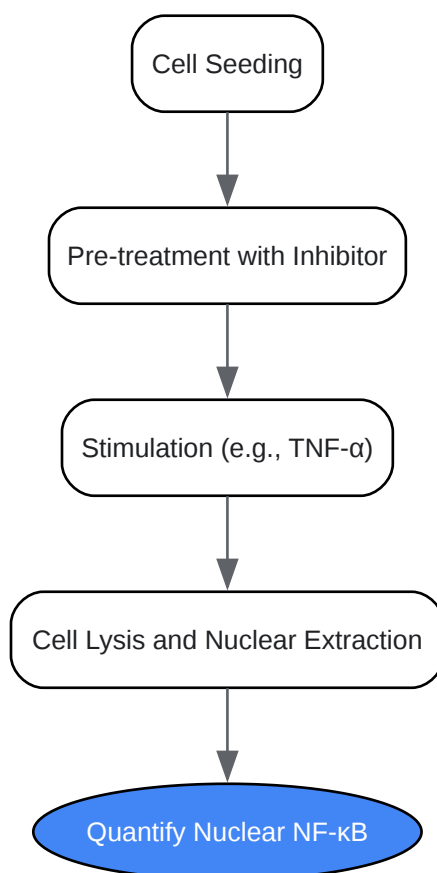 Cell Seeding
Pre-treatment with Inhibitor
Stimulation (e.g., TNF-α)
Cell Lysis and Nuclear Extraction
Quantify Nuclear NF-κB